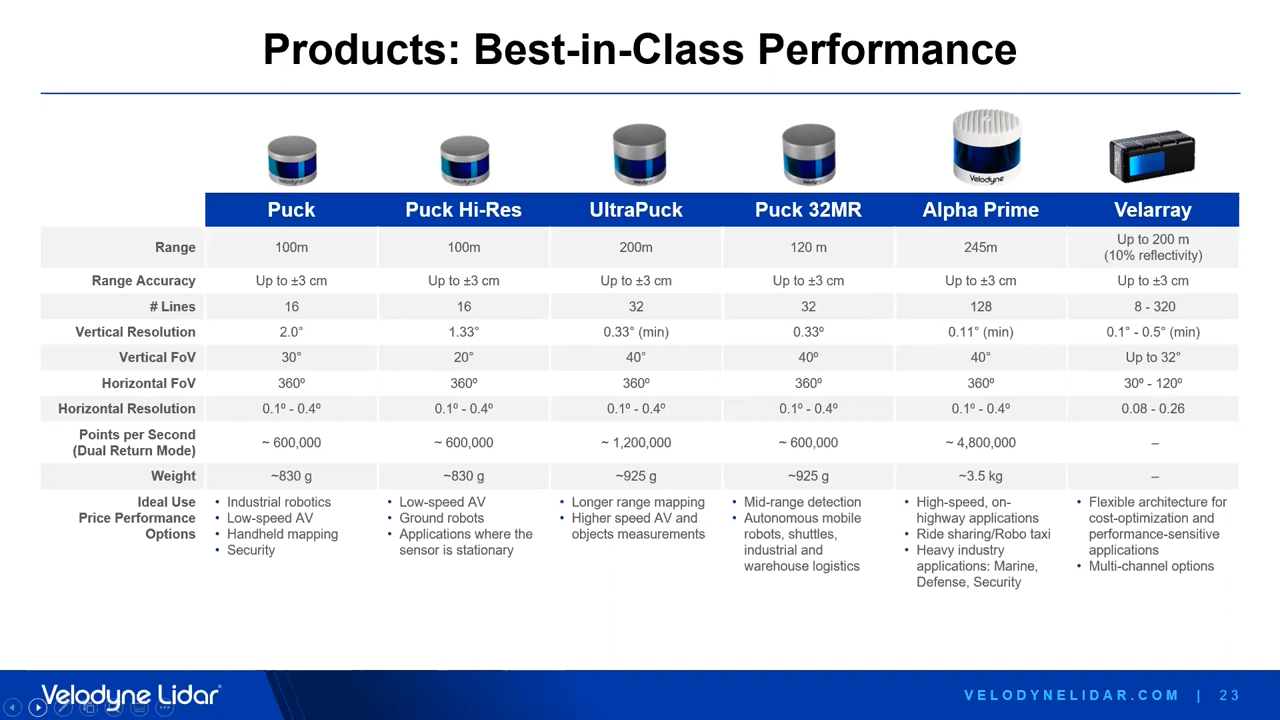 Products: Best-in-Class Performance
Velodyne
Puck Puck Hi-Res UltraPuck Puck 32MR Alpha Prime Velarray
Range 100m 100m 200m 120 m 245m Up to 200 m
(10% reflectivity)
Range Accuracy Up to ±3 cm Up to ±3 cm Up to ±3 cm Up to ±3 cm Up to ±3 cm Up to ±3 cm
# Lines 16 16 32 32 128 8 - 320
Vertical Resolution 2.0° 1.33° 0.33° (min) 0.33º 0.11° (min) 0.1° - 0.5° (min)
Vertical FoV 30° 20° 40° 40º 40° Up to 32°
Horizontal FoV 360º 360º 360º 360º 360º 30º - 120º
Horizontal Resolution 0.1º - 0.4º 0.1º - 0.4º 0.1º - 0.4º 0.1º - 0.4º 0.1º - 0.4º 0.08 - 0.26
Points per Second
(Dual Return Mode) ~ 600,000 ~ 600,000 ~ 1,200,000 ~ 600,000 ~ 4,800,000 –
Weight ~830 g ~830 g ~925 g ~925 g ~3.5 kg –
Ideal Use
Price Performance
Options
• Industrial robotics
• Low-speed AV
• Handheld mapping
• Security
• Low-speed AV
• Ground robots
• Applications where the
sensor is stationary
• Longer range mapping
• Higher speed AV and
objects measurements
• Mid-range detection
• Autonomous mobile
robots, shuttles,
industrial and
warehouse logistics
• High-speed, on-
highway applications
• Ride sharing/Robo taxi
• Heavy industry
applications: Marine,
Defense, Security
• Flexible architecture for
cost-optimization and
performance-sensitive
applications
• Multi-channel options
Velodyne Lidar
VELODYNELIDAR.COM | 23